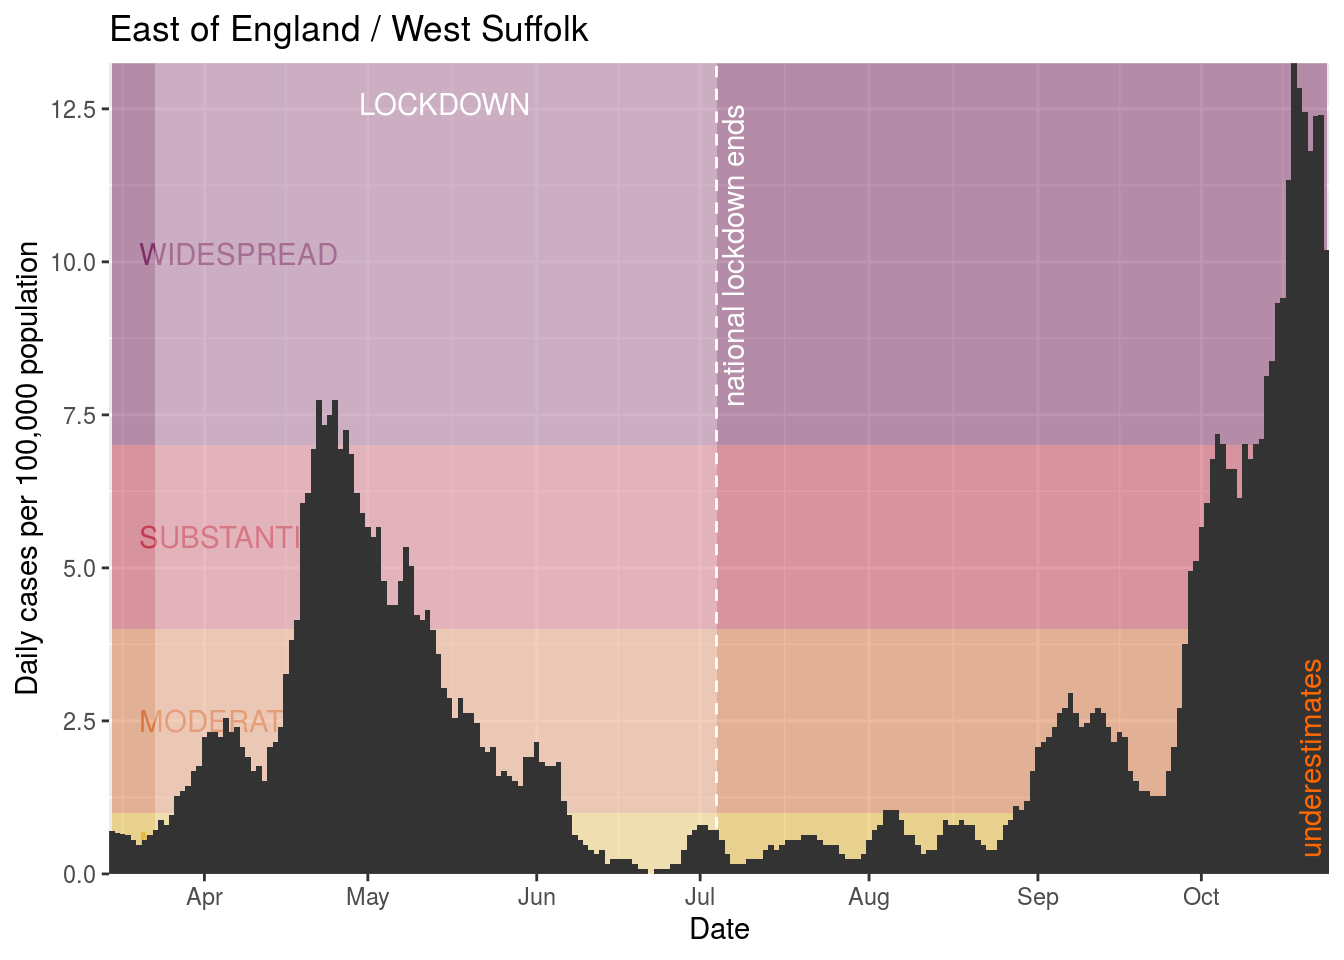 East of England / West Suffolk
LOCKDOWN
national lockdown ends
WIDESPREAD
SUBSTANTI
MODERAT
underestimates
Daily cases per 100,000 population
12.5
10.0
7.5
5.0
2.5
0.0
Apr May Jun Jul Aug Sep Oct
Date